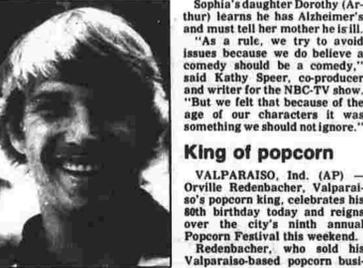 Sophia's daughter Dorothy (Ar-
thur) learns he has Alzheimer's
and must tell her mother he is ill.
"As a rule, we try to avoid
issues because we do believe a
comedy should be a comedy,"
said Kathy Speer, co-producer
and writer for the NBC-TV show.
"But we felt that because of the
age of our characters it was
something we should not ignore."
King of popcorn
VALPARAISO, Ind. (AP) —
Orville Redenbacher, Valparai-
so's popcorn king, celebrates his
80th birthday today and reigns
over the city's ninth annual
Popcorn Festival this weekend.
Redenbacher, who sold his
Valparaiso-based popcorn busi-